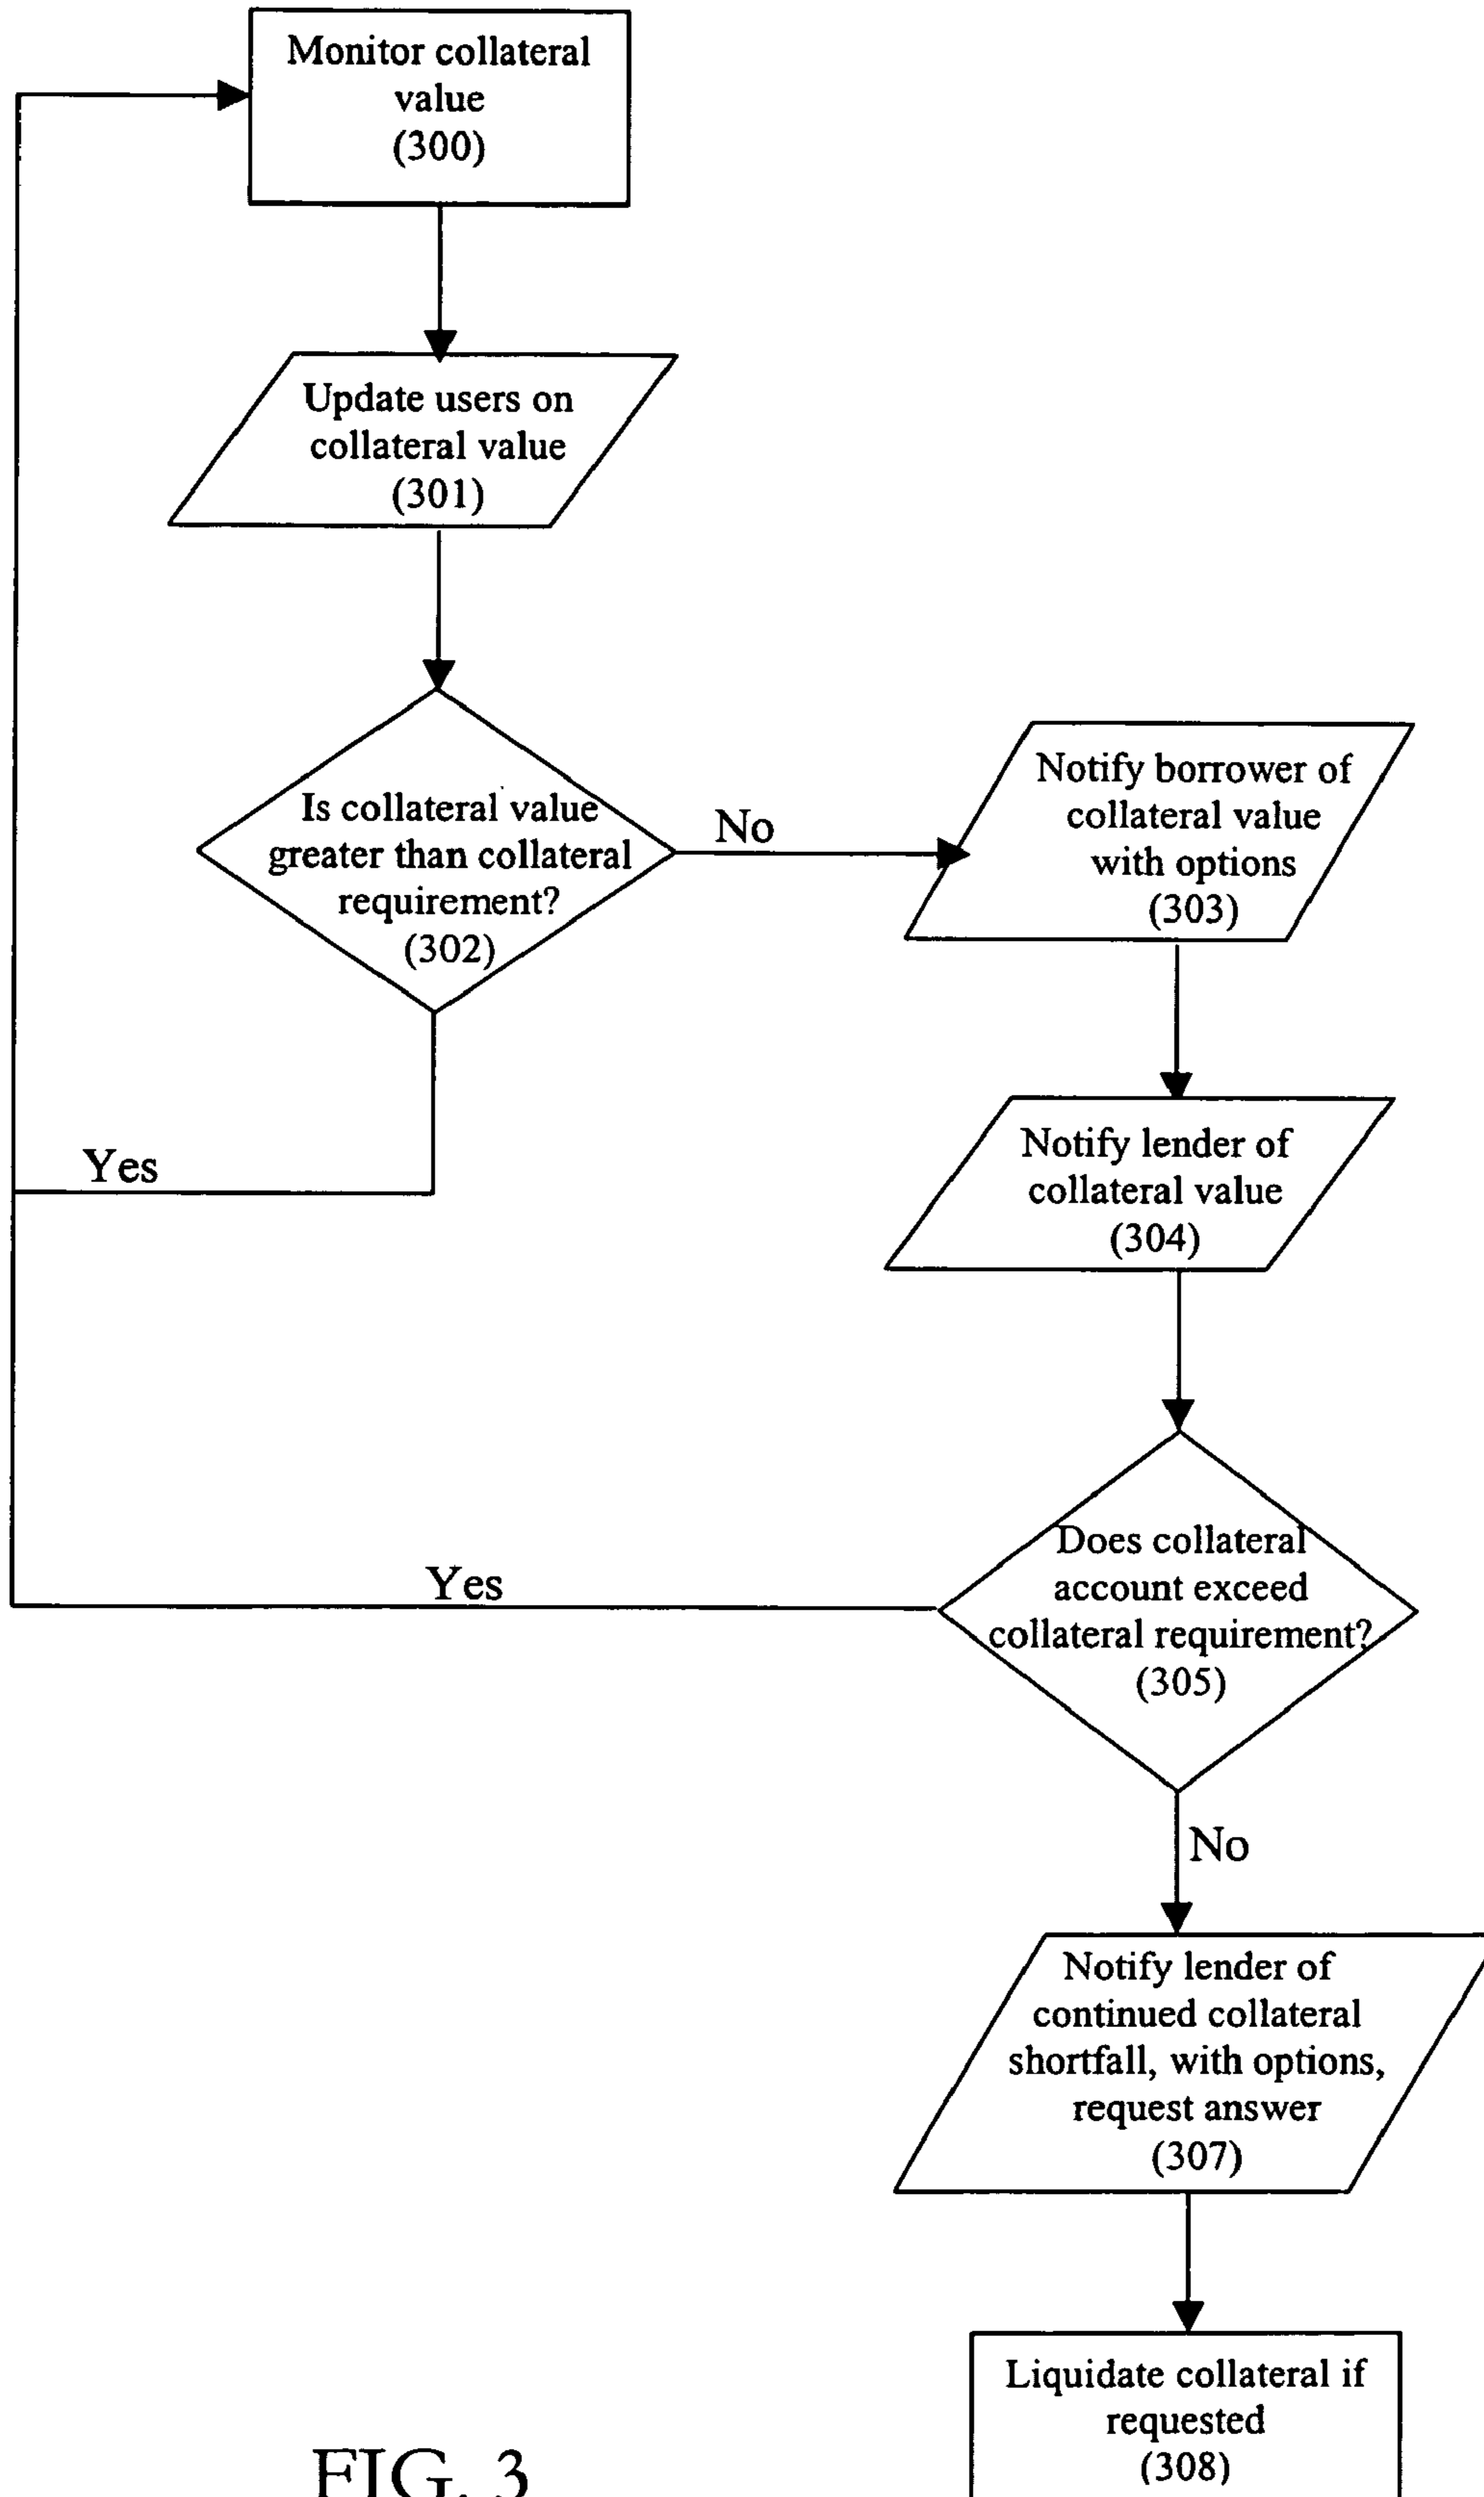 Monitor collateral
value
(300)
Update users on
collateral value
(301)
Is collateral value
greater than collateral
requirement?
(302)
No
Yes
Notify borrower of
collateral value
with options
(303)
Notify lender of
collateral value
(304)
Does collateral
account exceed
collateral requirement?
(305)
Yes
No
Notify lender of
continued collateral
shortfall, with options,
request answer
(307)
Liquidate collateral if
requested
(308)
FIG. 3